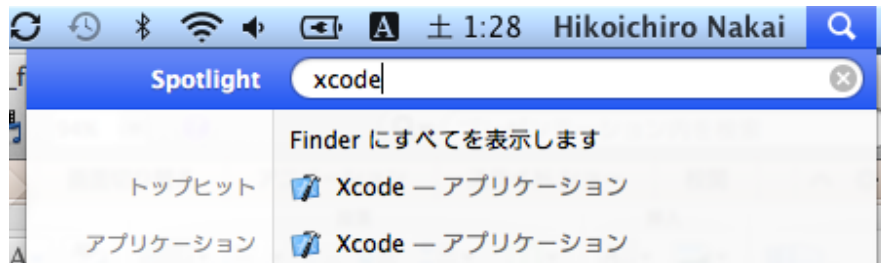 A 土 1:28 Hikoichiro Nakai
Spotlight xcode
Finder にすべてを表示します
トップヒット Xcode — アプリケーション
アプリケーション Xcode — アプリケーション